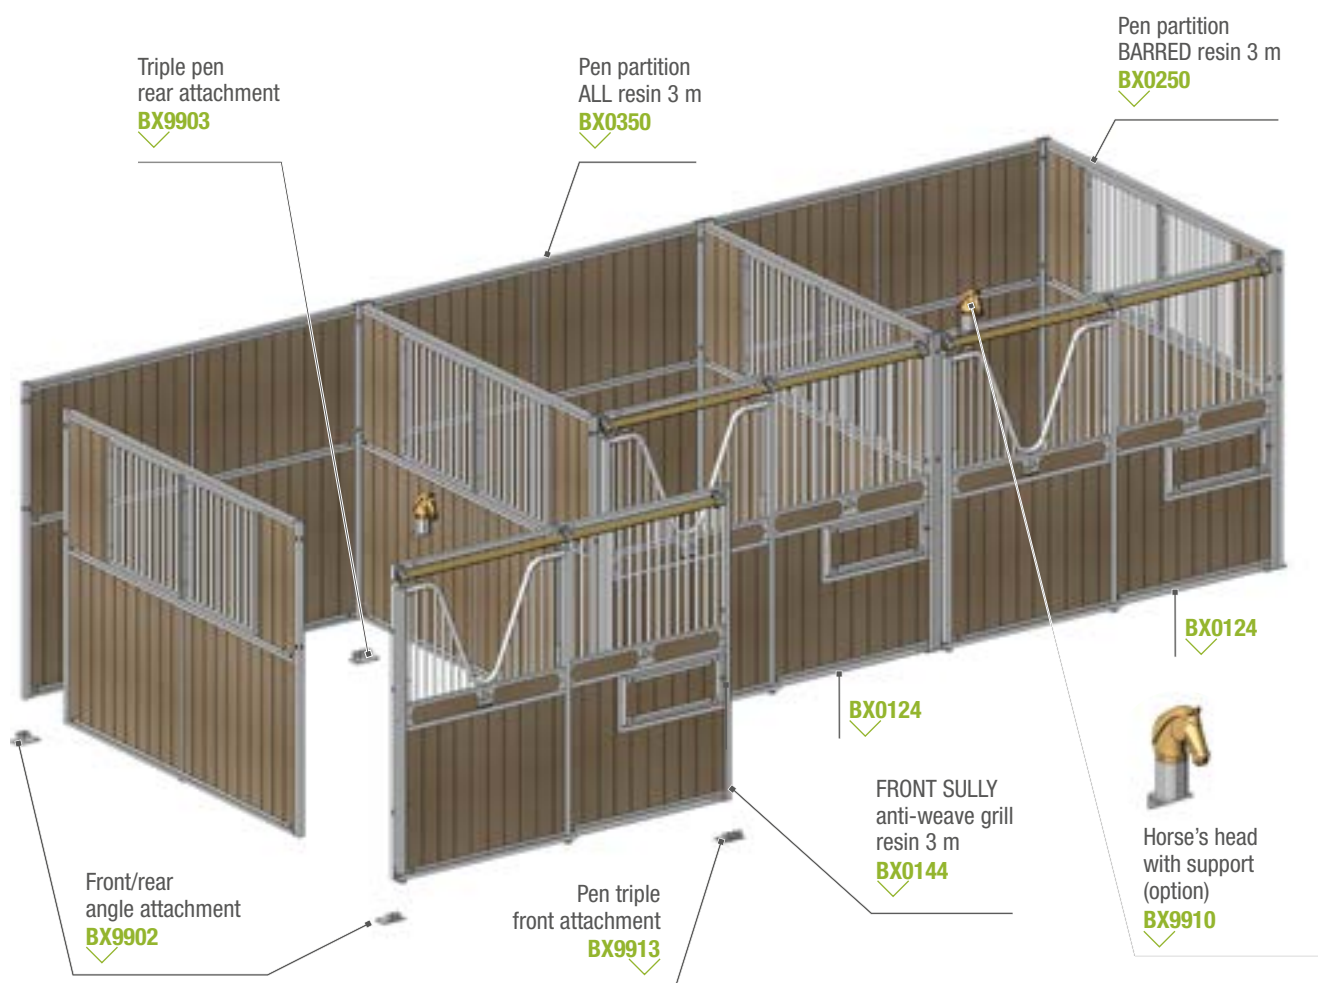 Pen partition
BARRED resin 3 m
BX0250
Triple pen
rear attachment
BX9903
Pen partition
ALL resin 3 m
BX0350
BX0124
BX0124
FRONT SULLY
anti-weave grill
resin 3 m
BX0144
Horse's head
with support
(option)
BX9910
Front/rear
angle attachment
BX9902
Pen triple
front attachment
BX9913